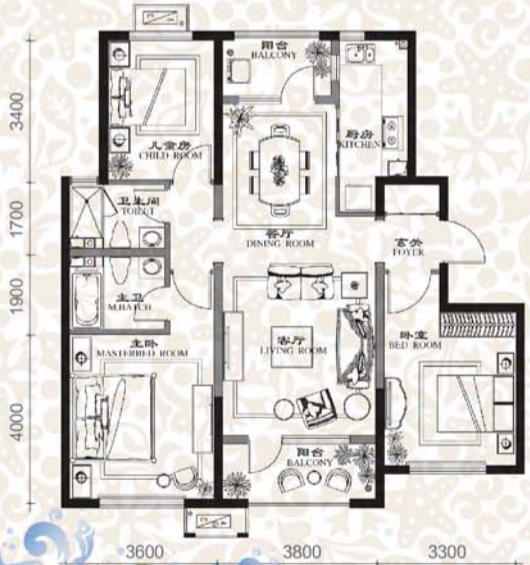 阳台
BALCONY
3400
儿童房
CHILD ROOM
厨房
KITCHEN
卫生间
TOILET
1700
餐厅
DINING ROOM
玄关
FOYER
1900
主卫
M.BATCH
主卧
MASTERBED ROOM
客厅
LIVING ROOM
卧室
BED ROOM
4000
阳台
BALCONY
3600
3800
3300